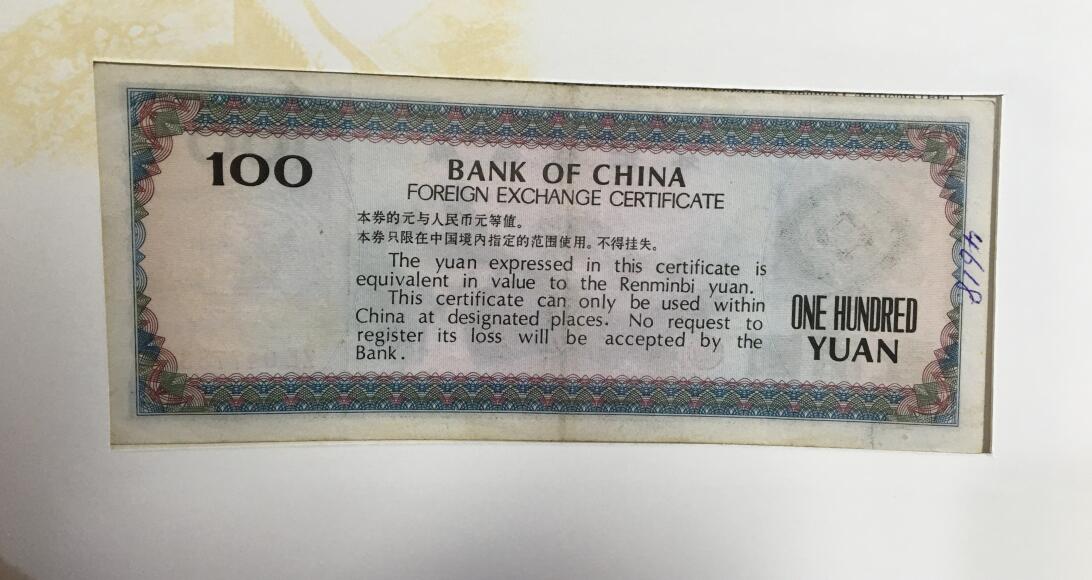 100
BANK OF CHINA
FOREIGN EXCHANGE CERTIFICATE
本券的元与人民币元等值。
本券只限在中国境内指定的范围使用。不得挂失。
The yuan expressed in this certificate is
equivalent in value to the Renminbi yuan.
This certificate can only be used within
China at designated places. No request to
register its loss will be accepted by the
Bank.
ONE HUNDRED
YUAN
4618